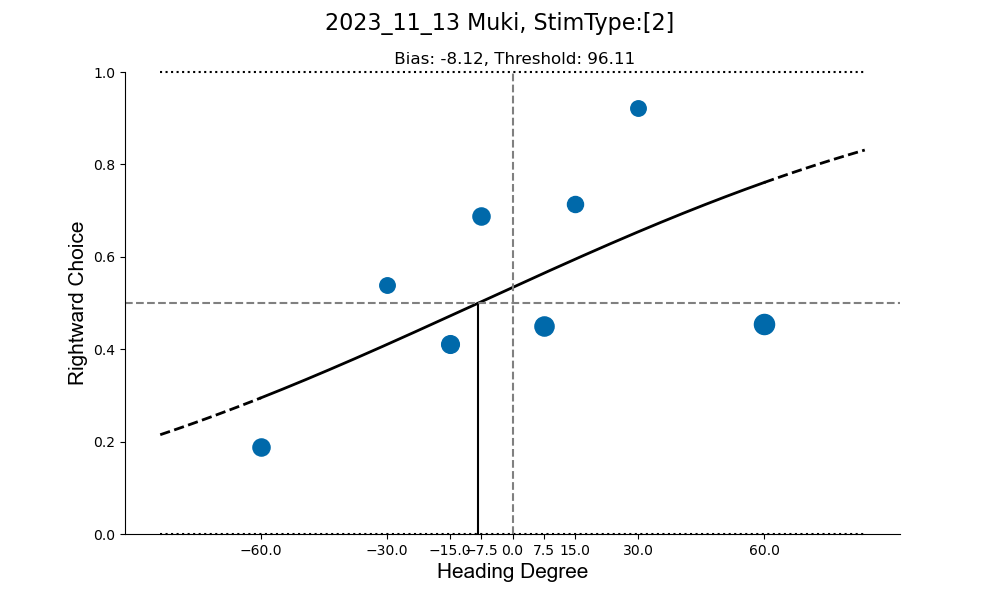 2023_11_13 Muki, StimType:[2]
Bias: -8.12, Threshold: 96.11
1.0
0.8
0.6
0.4
0.2
0.0
Rightward Choice
−60.0 −30.0 −15.0 −7.5 0.0 7.5 15.0 30.0 60.0
Heading Degree